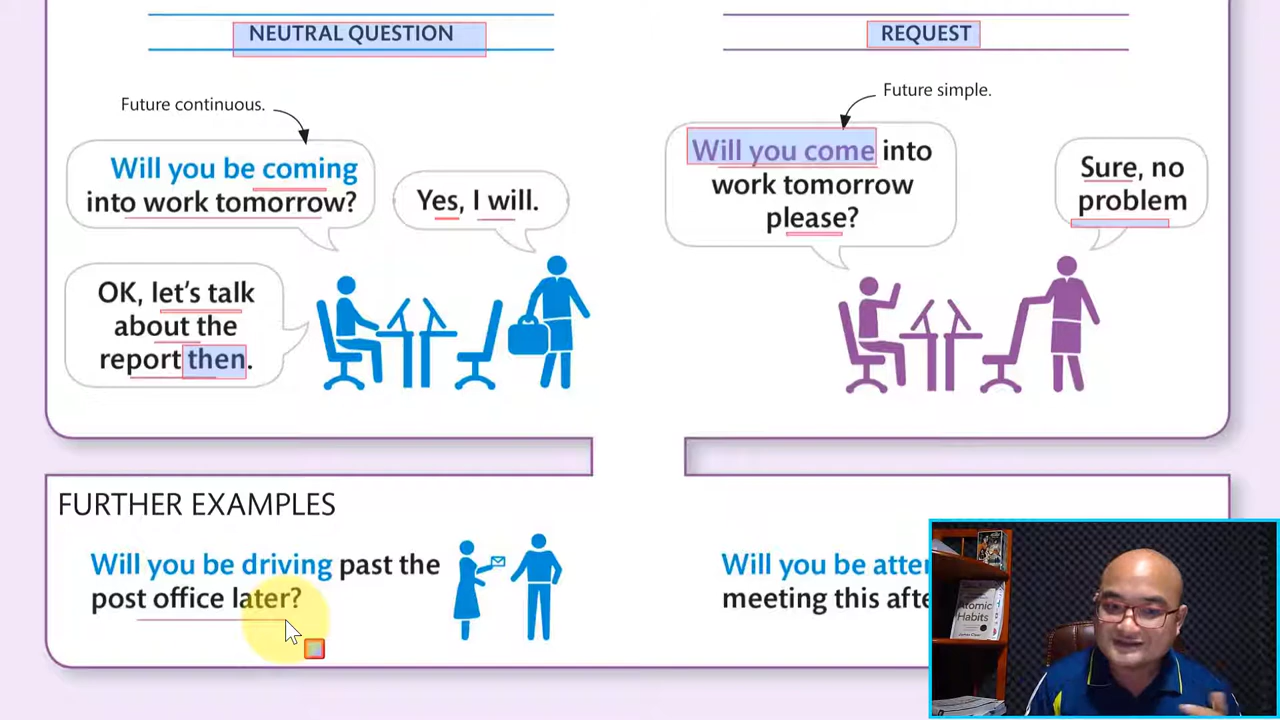 NEUTRAL QUESTION
Future continuous.
Will you be coming
into work tomorrow?
Yes, I will.
OK, let's talk
about the
report then.
REQUEST
Future simple.
Will you come into
work tomorrow
please?
Sure, no
problem
FURTHER EXAMPLES
Will you be driving past the
post office later?
Will you be atte
meeting this afte
Atomic
Habits